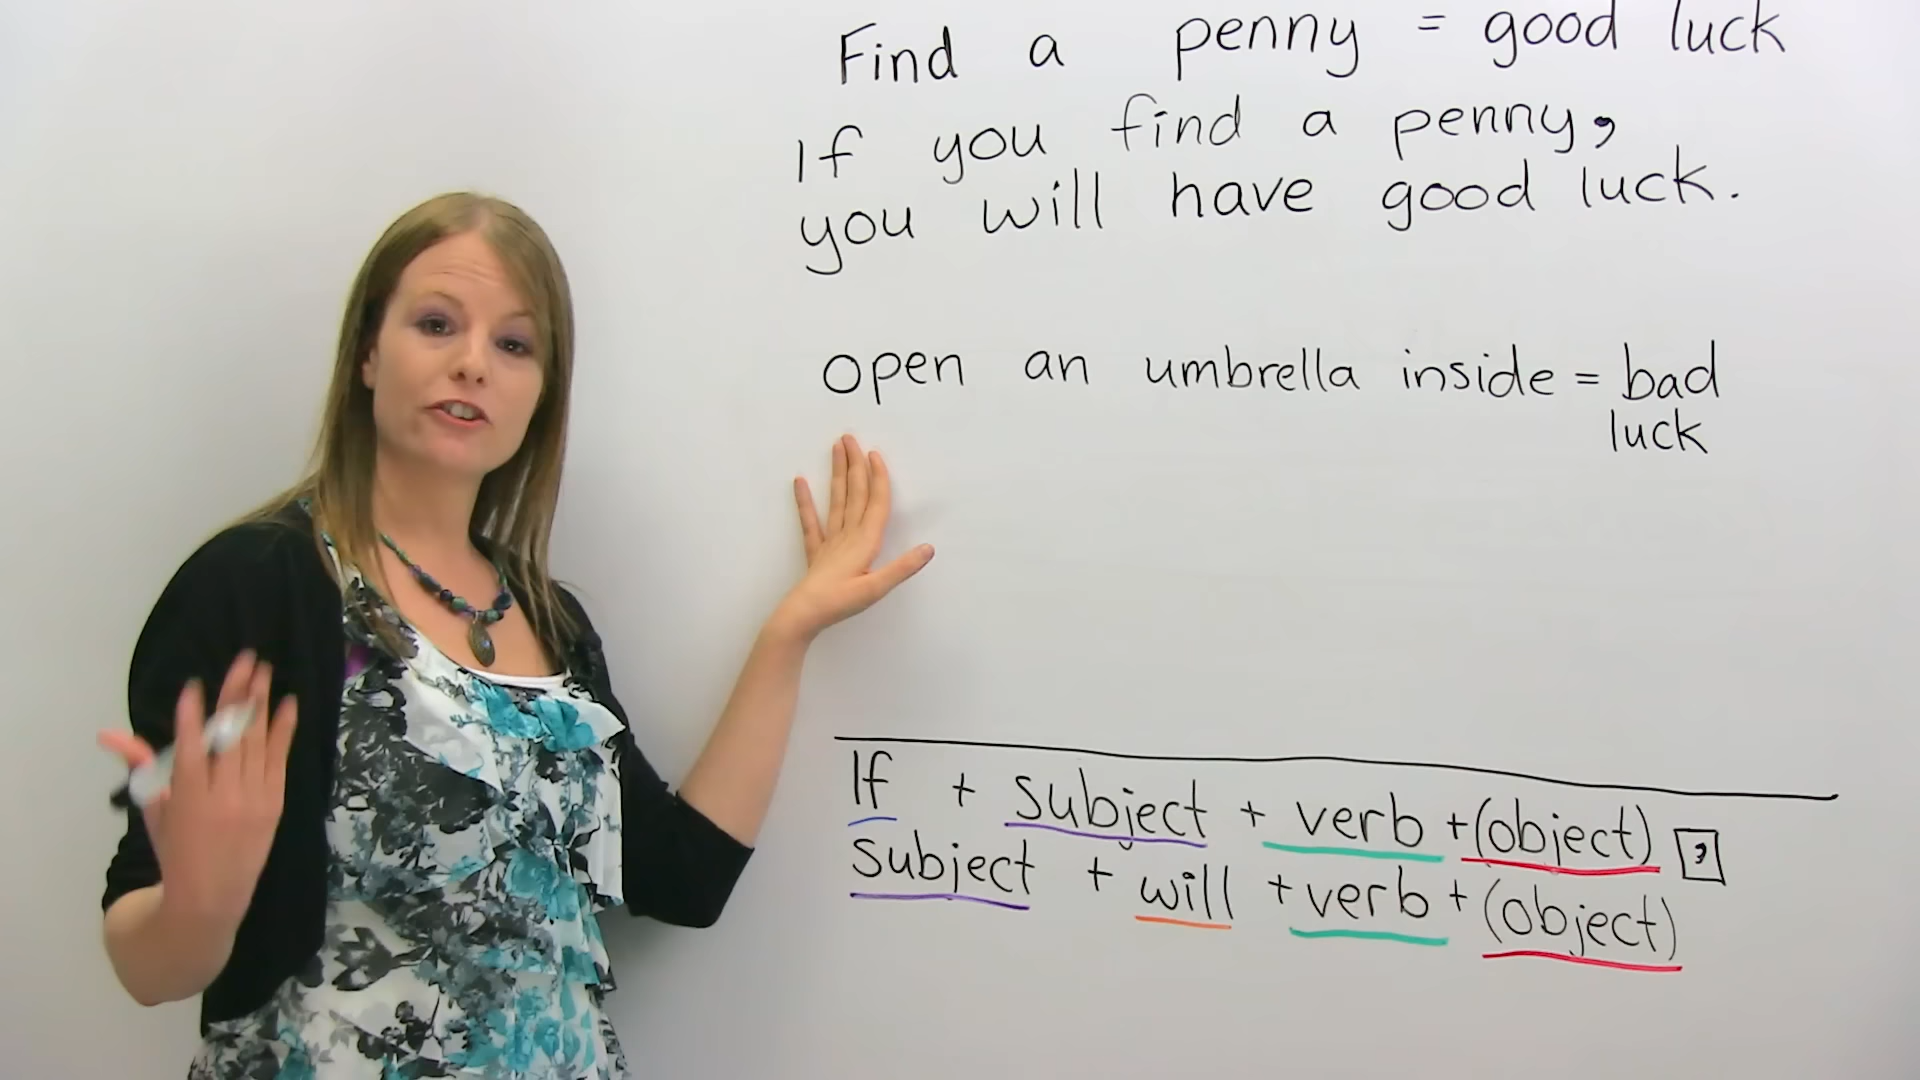 Find a penny = good luck
If you find a penny,
you will have good luck.
open an umbrella inside = bad
luck
If + subject + verb +(object) ,
subject + will + verb + (object)